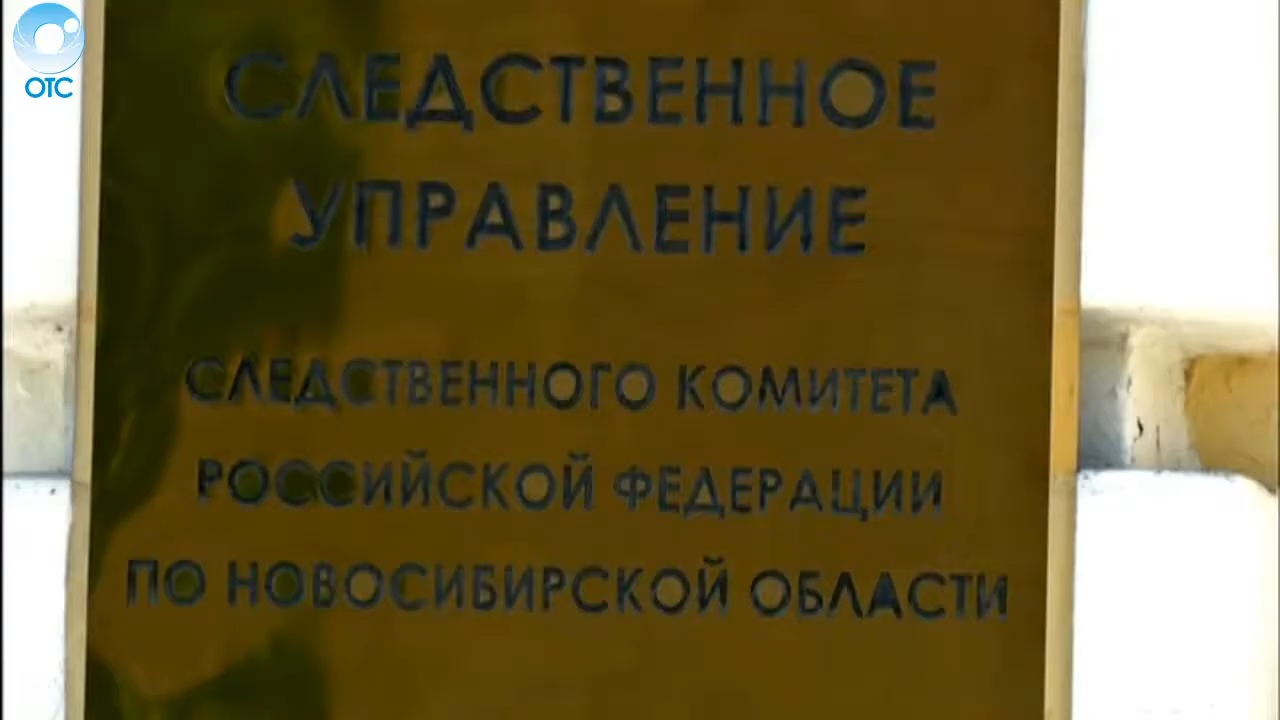 ОТС
СЛЕДСТВЕННОЕ
УПРАВЛЕНИЕ
СЛЕДСТВЕННОГО КОМИТЕТА
РОССИЙСКОЙ ФЕДЕРАЦИИ
ПО НОВОСИБИРСКОЙ ОБЛАСТИ